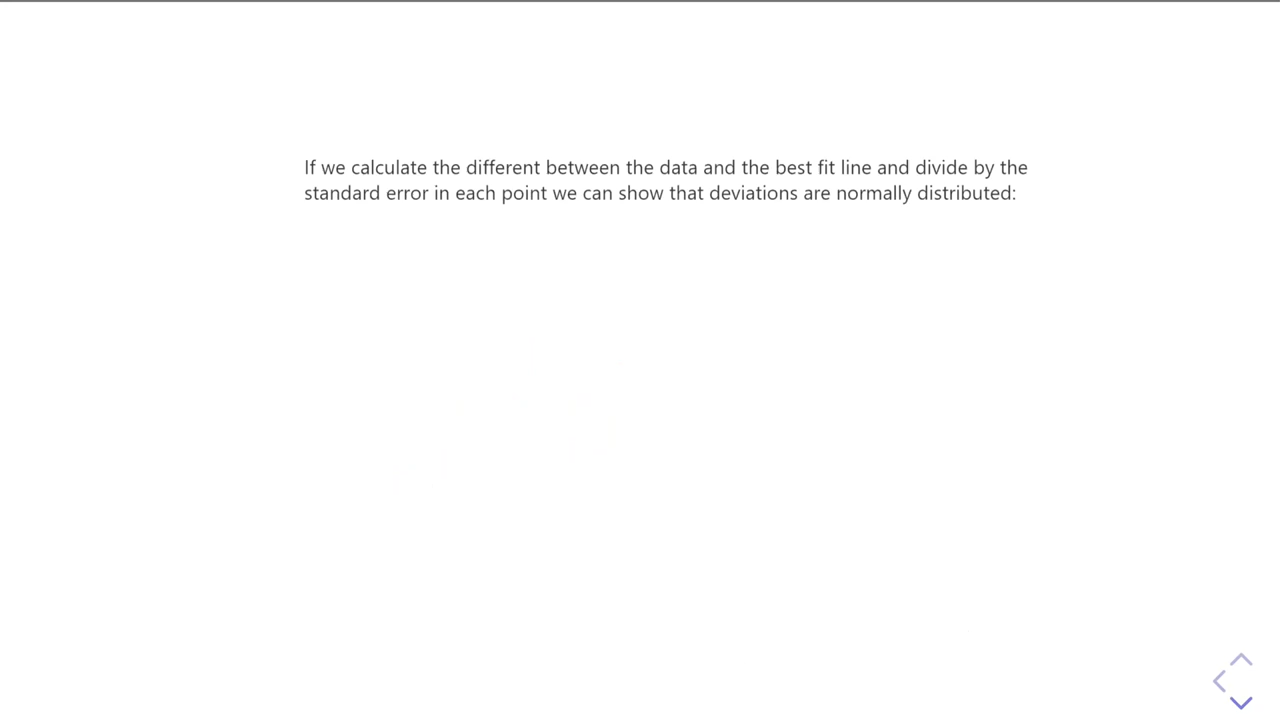 If we calculate the different between the data and the best fit line and divide by the
standard error in each point we can show that deviations are normally distributed: